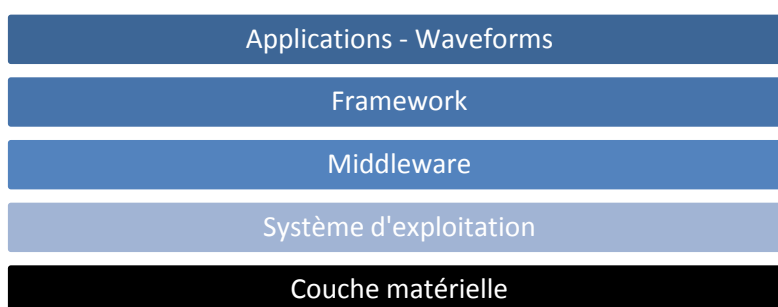 Applications - Waveforms
Framework
Middleware
Système d'exploitation
Couche matérielle